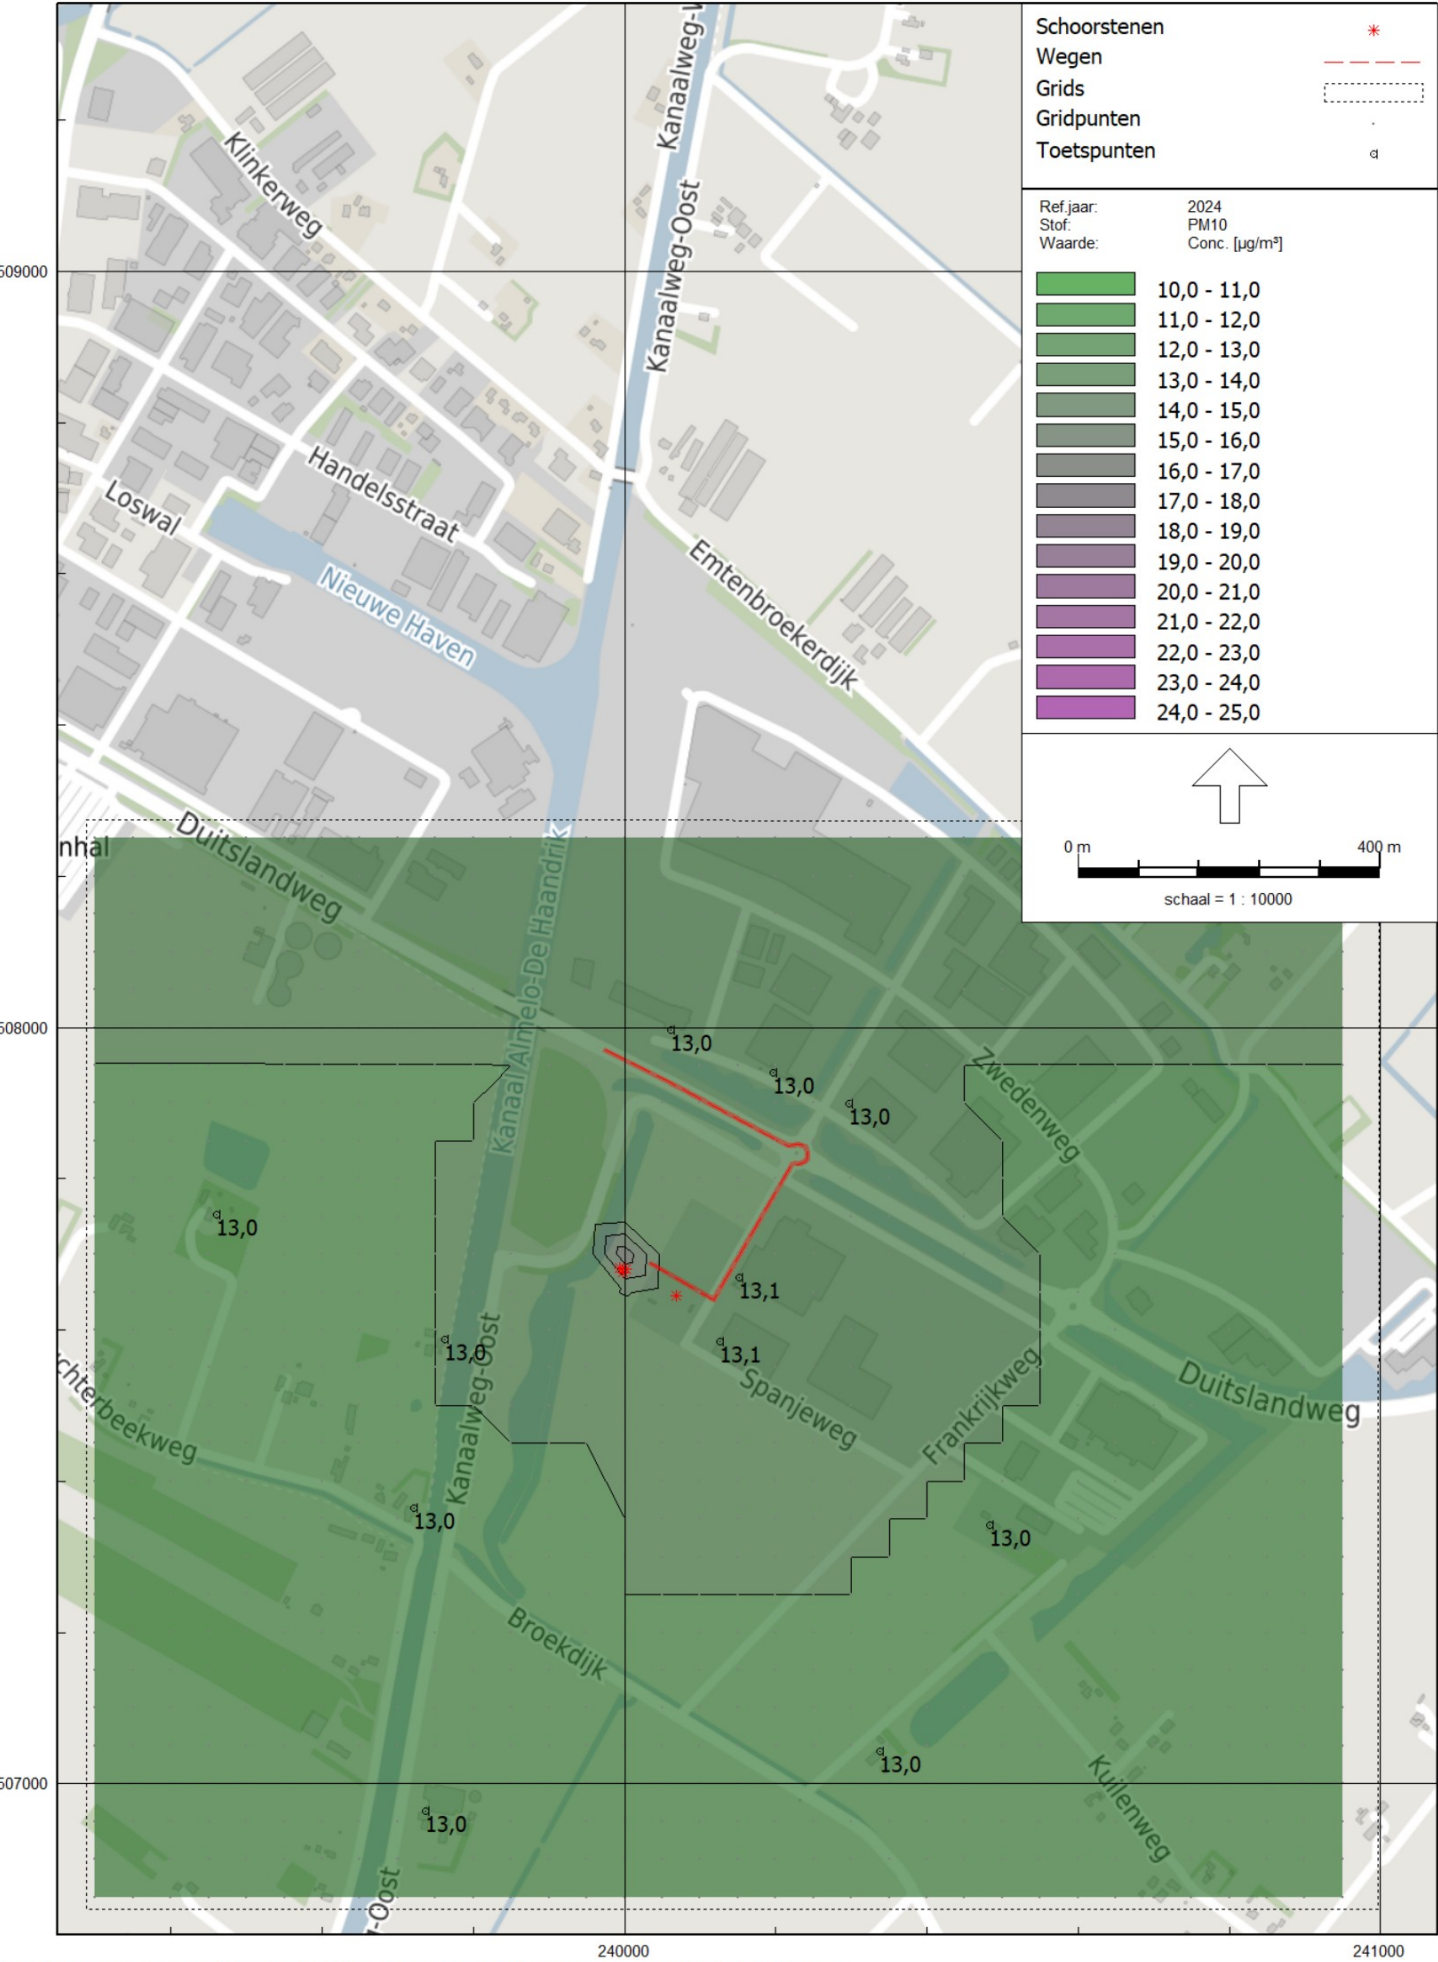 Schoorstenen
Wegen
Grids
Gridpunten
Toetspunten
Ref.jaar: 2024
Stof: PM10
Waarde: Conc. [µg/m³]
10,0 - 11,0
11,0 - 12,0
12,0 - 13,0
13,0 - 14,0
14,0 - 15,0
15,0 - 16,0
16,0 - 17,0
17,0 - 18,0
18,0 - 19,0
19,0 - 20,0
20,0 - 21,0
21,0 - 22,0
22,0 - 23,0
23,0 - 24,0
24,0 - 25,0
0 m 400 m
schaal = 1 : 10000
Kanaalweg-W
Klinkerweg
Kanaalweg-Oost
509000
Handelsstraat
Loswal
Nieuwe Haven
Emtenbroekerdijk
Duitslandweg
nhal
Kanaal Almelo-De Haandrik
508000
13,0
13,0
13,0
Zwedenweg
13,0
13,1
13,0
13,1
Kanaalweg-Oost
Spanjeweg
Frankrijkweg
Duitslandweg
chterbeekweg
13,0
13,0
Broekdijk
13,0
507000
Kuilenweg
13,0
g-Oost
240000
241000